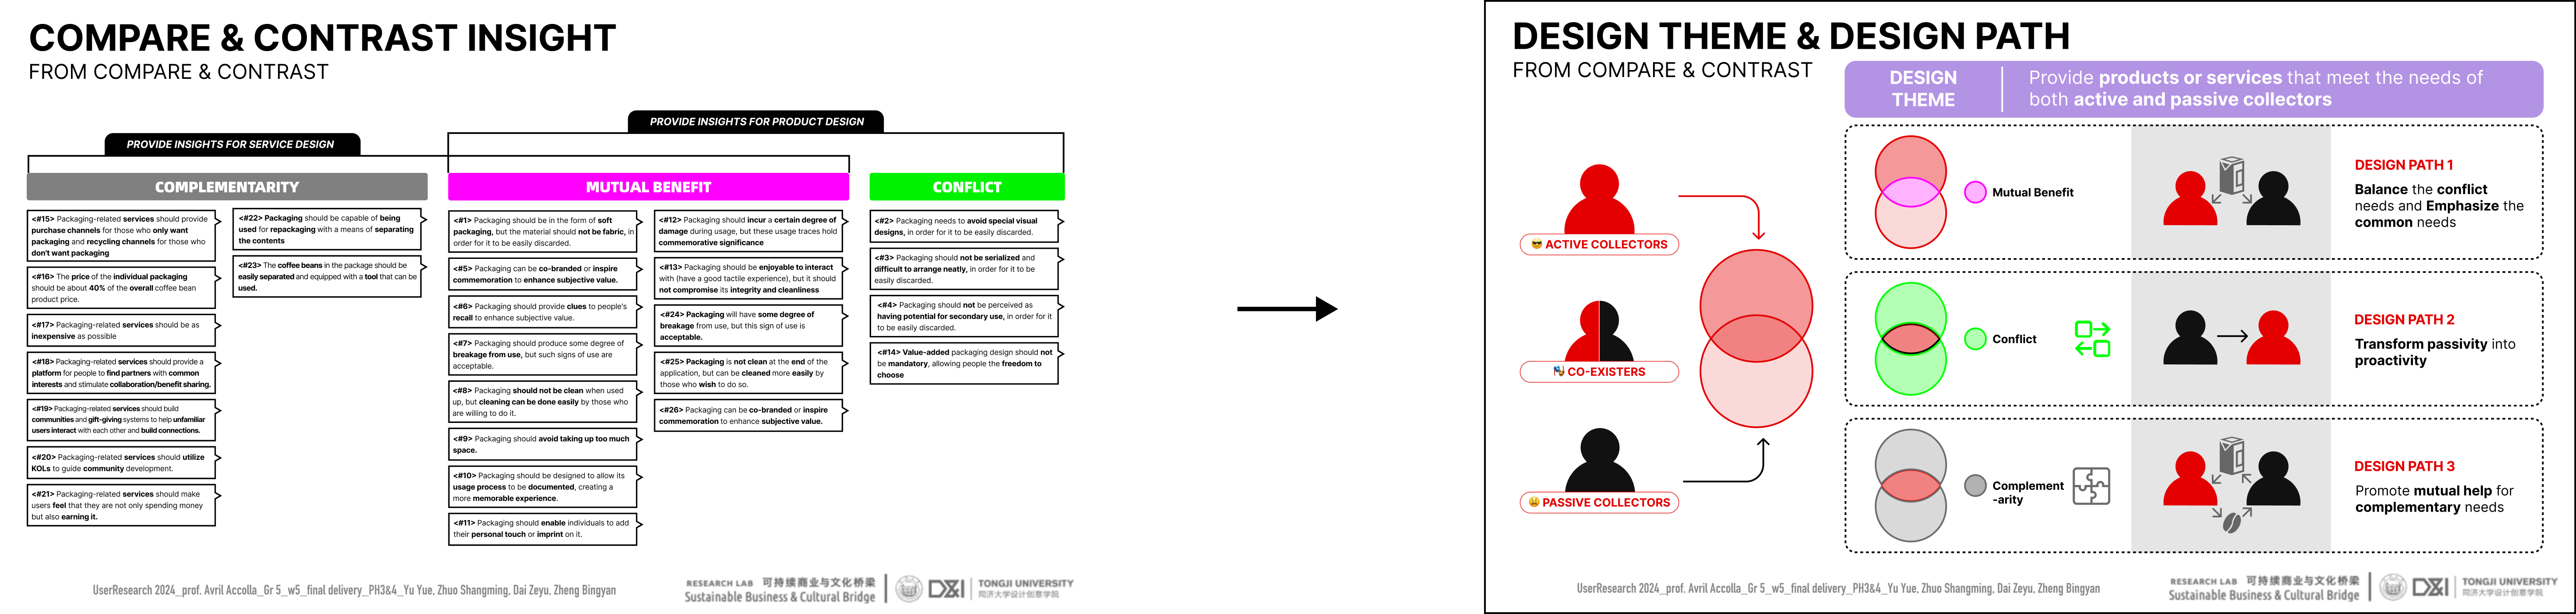 COMPARE & CONTRAST INSIGHT
FROM COMPARE & CONTRAST
PROVIDE INSIGHTS FOR SERVICE DESIGN
PROVIDE INSIGHTS FOR PRODUCT DESIGN
COMPLEMENTARITY
<#15> Packaging-related services should provide
purchase channels for those who only want
packaging and recycling channels for those who
don't want packaging
<#16> The price of the individual packaging
should be about 40% of the overall coffee bean
product price.
<#17> Packaging-related services should be as
inexpensive as possible
<#18> Packaging-related services should provide a
platform for people to find partners with common
interests and stimulate collaboration/benefit sharing.
<#19> Packaging-related services should build
communities and gift-giving systems to help unfamiliar
users interact with each other and build connections.
<#20> Packaging-related services should utilize
KOLs to guide community development.
<#21> Packaging-related services should make
users feel that they are not only spending money
but also earning it.
<#22> Packaging should be capable of being
used for repackaging with a means of separating
the contents
<#23> The coffee beans in the package should be
easily separated and equipped with a tool that can be
used.
MUTUAL BENEFIT
<#1> Packaging should be in the form of soft
packaging, but the material should not be fabric, in
order for it to be easily discarded.
<#5> Packaging can be co-branded or inspire
commemoration to enhance subjective value.
<#6> Packaging should provide clues to people's
recall to enhance subjective value.
<#7> Packaging should produce some degree of
breakage from use, but such signs of use are
acceptable.
<#8> Packaging should not be clean when used
up, but cleaning can be done easily by those who
are willing to do it.
<#9> Packaging should avoid taking up too much
space.
<#10> Packaging should be designed to allow its
usage process to be documented, creating a
more memorable experience.
<#11> Packaging should enable individuals to add
their personal touch or imprint on it.
<#12> Packaging should incur a certain degree of
damage during usage, but these usage traces hold
commemorative significance
<#13> Packaging should be enjoyable to interact
with (have a good tactile experience), but it should
not compromise its integrity and cleanliness
<#24> Packaging will have some degree of
breakage from use, but this sign of use is
acceptable.
<#25> Packaging is not clean at the end of the
application, but can be cleaned more easily by
those who wish to do so.
<#26> Packaging can be co-branded or inspire
commemoration to enhance subjective value.
CONFLICT
<#2> Packaging needs to avoid special visual
designs, in order for it to be easily discarded.
<#3> Packaging should not be serialized and
difficult to arrange neatly, in order for it to be
easily discarded.
<#4> Packaging should not be perceived as
having potential for secondary use, in order for it
to be easily discarded.
<#14> Value-added packaging design should not
be mandatory, allowing people the freedom to
choose
UserResearch 2024_prof. Avril Accolla_Gr 5_w5_final delivery_PH3&4_Yu Yue, Zhuo Shangming, Dai Zeyu, Zheng Bingyan
RESEARCH LAB 可持续商业与文化桥梁
Sustainable Business & Cultural Bridge
D&I
TONGJI UNIVERSITY
同济大学设计创意学院
DESIGN THEME & DESIGN PATH
FROM COMPARE & CONTRAST
DESIGN
THEME
Provide products or services that meet the needs of
both active and passive collectors
ACTIVE COLLECTORS
CO-EXISTERS
PASSIVE COLLECTORS
Mutual Benefit
DESIGN PATH 1
Balance the conflict
needs and Emphasize the
common needs
Conflict
DESIGN PATH 2
Transform passivity into
proactivity
Complement
-arity
DESIGN PATH 3
Promote mutual help for
complementary needs
UserResearch 2024_prof. Avril Accolla_Gr 5_w5_final delivery_PH3&4_Yu Yue, Zhuo Shangming, Dai Zeyu, Zheng Bingyan
RESEARCH LAB 可持续商业与文化桥梁
Sustainable Business & Cultural Bridge
D&I
TONGJI UNIVERSITY
同济大学设计创意学院